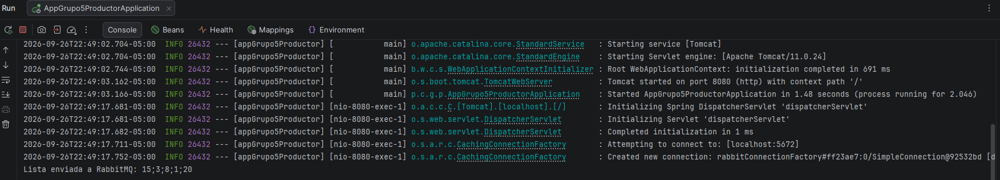 Run AppGrupo5ProductorApplication
Console Beans Health Mappings Environment
2026-09-26T22:49:02.704-05:00  INFO 26432 --- [appGrupo5Productor] [           main] o.apache.catalina.core.StandardService   : Starting service [Tomcat]
2026-09-26T22:49:02.704-05:00  INFO 26432 --- [appGrupo5Productor] [           main] o.apache.catalina.core.StandardEngine    : Starting Servlet engine: [Apache Tomcat/11.0.24]
2026-09-26T22:49:02.744-05:00  INFO 26432 --- [appGrupo5Productor] [           main] b.w.c.s.WebApplicationContextInitializer : Root WebApplicationContext: initialization completed in 691 ms
2026-09-26T22:49:03.162-05:00  INFO 26432 --- [appGrupo5Productor] [           main] o.s.boot.tomcat.TomcatWebServer          : Tomcat started on port 8080 (http) with context path '/'
2026-09-26T22:49:03.166-05:00  INFO 26432 --- [appGrupo5Productor] [           main] p.c.g.p.AppGrupo5ProductorApplication    : Started AppGrupo5ProductorApplication in 1.48 seconds (process running for 2.046)
2026-09-26T22:49:17.681-05:00  INFO 26432 --- [appGrupo5Productor] [nio-8080-exec-1] o.a.c.c.C.[Tomcat].[localhost].[/]       : Initializing Spring DispatcherServlet 'dispatcherServlet'
2026-09-26T22:49:17.681-05:00  INFO 26432 --- [appGrupo5Productor] [nio-8080-exec-1] o.s.web.servlet.DispatcherServlet        : Initializing Servlet 'dispatcherServlet'
2026-09-26T22:49:17.682-05:00  INFO 26432 --- [appGrupo5Productor] [nio-8080-exec-1] o.s.web.servlet.DispatcherServlet        : Completed initialization in 1 ms
2026-09-26T22:49:17.711-05:00  INFO 26432 --- [appGrupo5Productor] [nio-8080-exec-1] o.s.a.r.c.CachingConnectionFactory       : Attempting to connect to: [localhost:5672]
2026-09-26T22:49:17.752-05:00  INFO 26432 --- [appGrupo5Productor] [nio-8080-exec-1] o.s.a.r.c.CachingConnectionFactory       : Created new connection: rabbitConnectionFactory#ff23ae7:0/SimpleConnection@92532bd [d
Lista enviada a RabbitMQ: 15;3;8;1;20